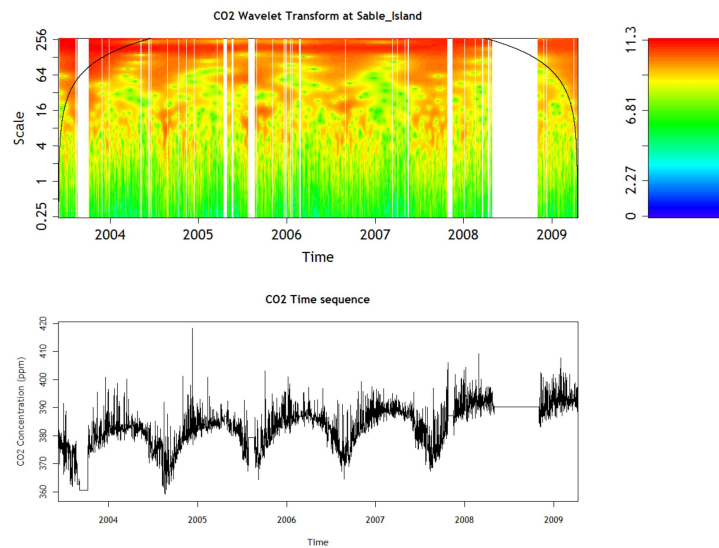 CO2 Wavelet Transform at Sable_Island
256
64
16
4
1
0.25
Scale
2004 2005 2006 2007 2008 2009
Time
11.3
6.81
2.27
0
CO2 Time sequence
420
410
400
390
380
370
360
CO2 Concentration (ppm)
2004 2005 2006 2007 2008 2009
Time